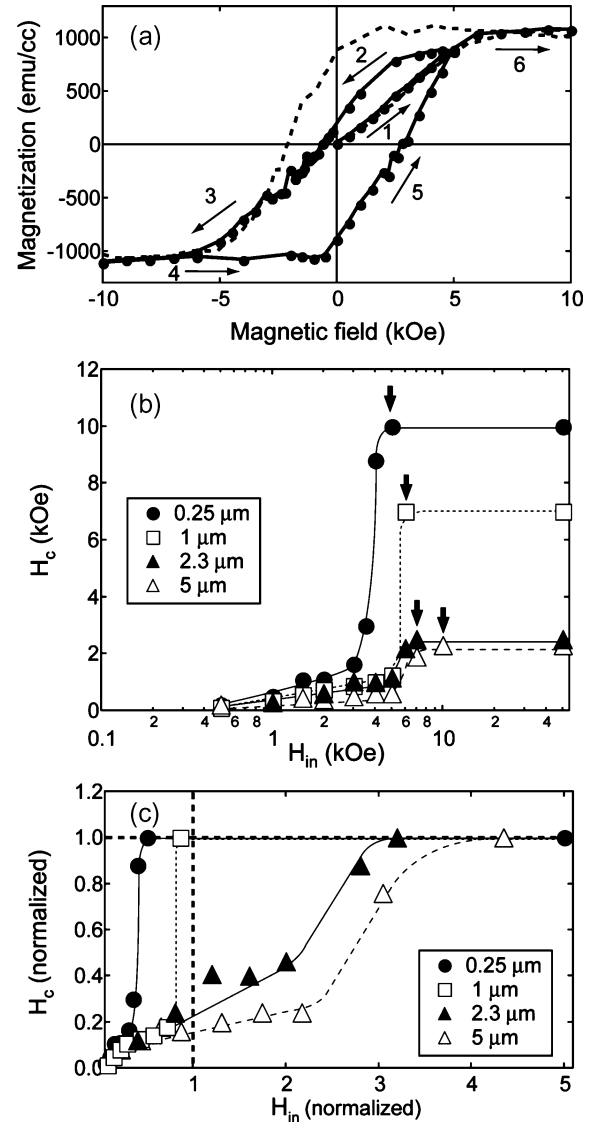 (a)
Magnetization (emu/cc)
1000
500
0
-500
-1000
1
2
3
4
5
6
-10 -5 0 5 10
Magnetic field (kOe)
(b)
H_c (kOe)
12
10
8
6
4
2
0
0.25 μm
1 μm
2.3 μm
5 μm
0.1 2 4 6 8 1 2 4 6 8 10 2 4
H_in (kOe)
(c)
H_c (normalized)
1.2
1.0
0.8
0.6
0.4
0.2
0.0
0.25 μm
1 μm
2.3 μm
5 μm
1 2 3 4 5
H_in (normalized)